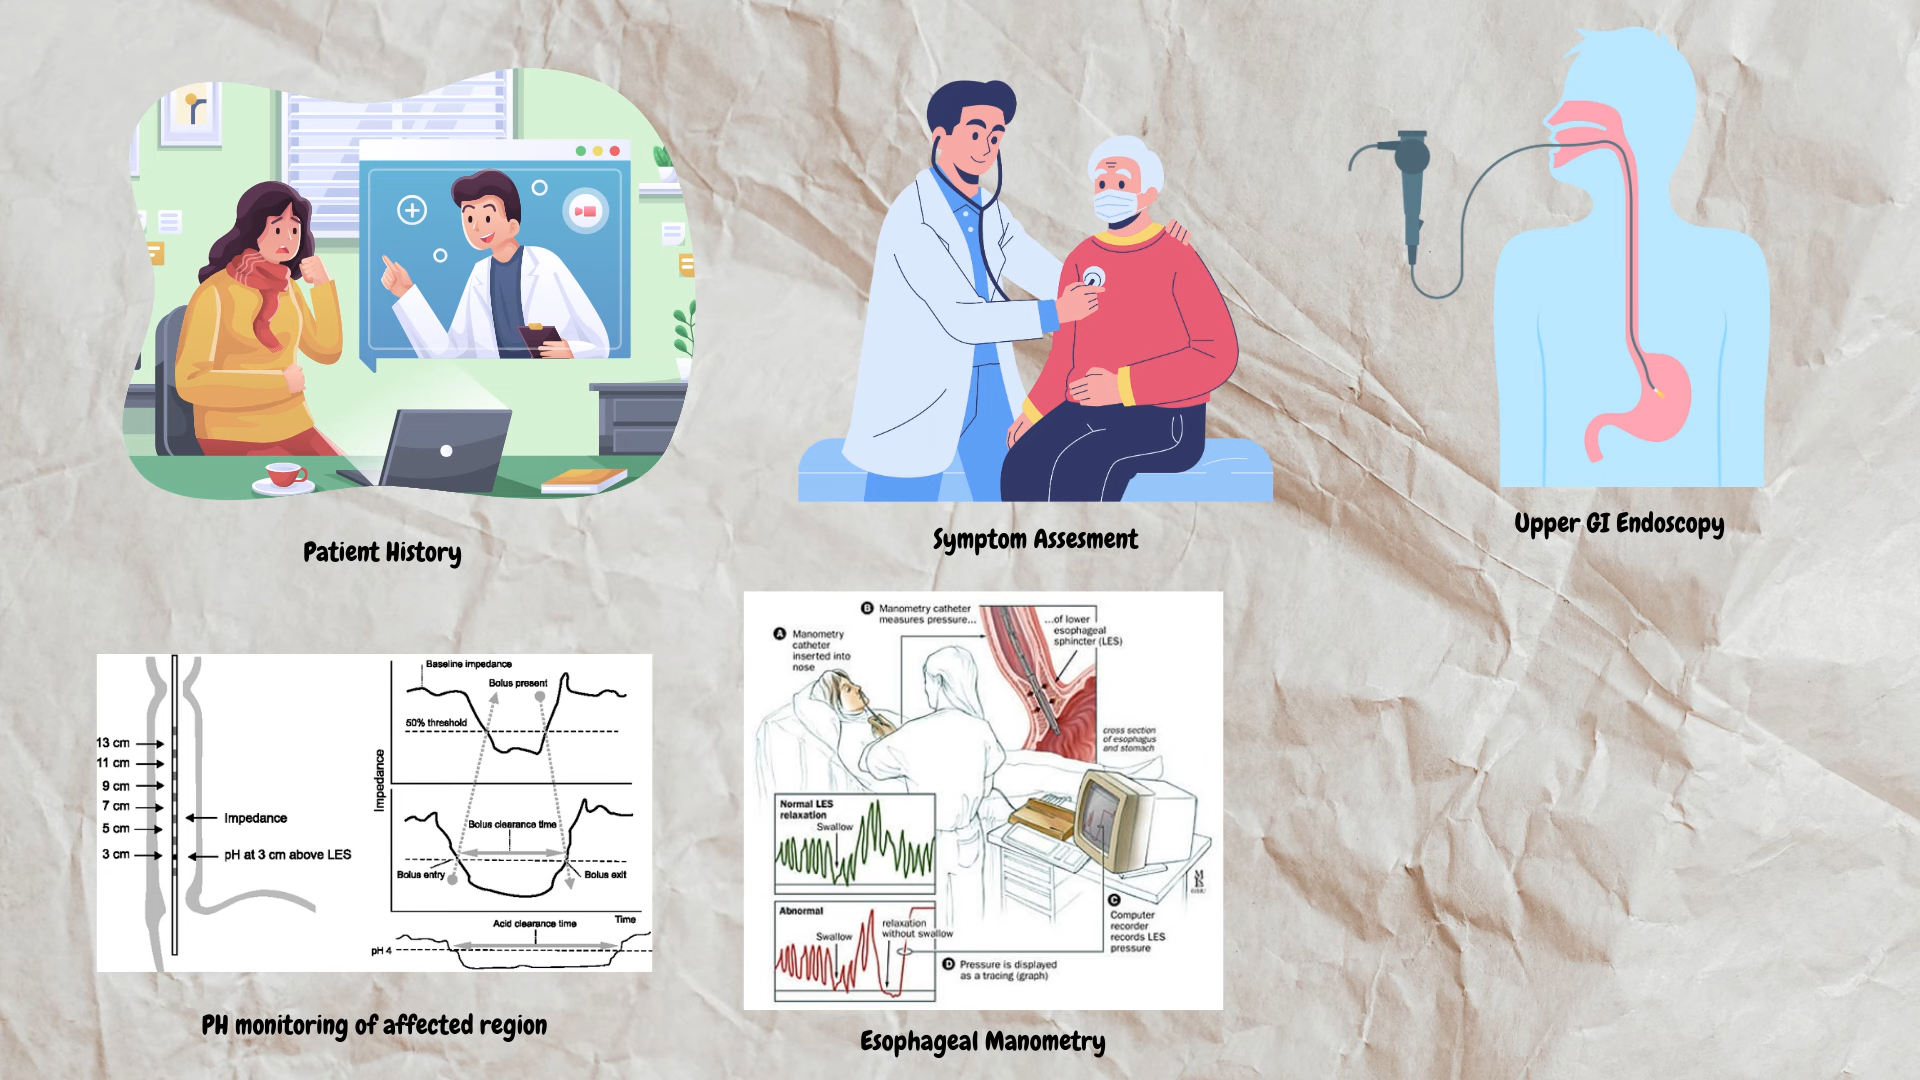 Patient History
Symptom Assesment
Upper GI Endoscopy
13 cm
11 cm
9 cm
7 cm
5 cm
3 cm
Impedance
pH at 3 cm above LES
Impedance
Baseline impedance
Bolus present
50% threshold
Bolus clearance time
Bolus entry
Bolus exit
Time
Acid clearance time
pH 4
PH monitoring of affected region
A Manometry
catheter
inserted into
nose
B Manometry catheter
measures pressure...
...of lower
esophageal
sphincter (LES)
cross section
of esophagus
and stomach
Normal LES
relaxation
Swallow
Abnormal
Swallow
relaxation
without swallow
C
Computer
recorder
records LES
pressure
D Pressure is displayed
as a tracing (graph)
Esophageal Manometry